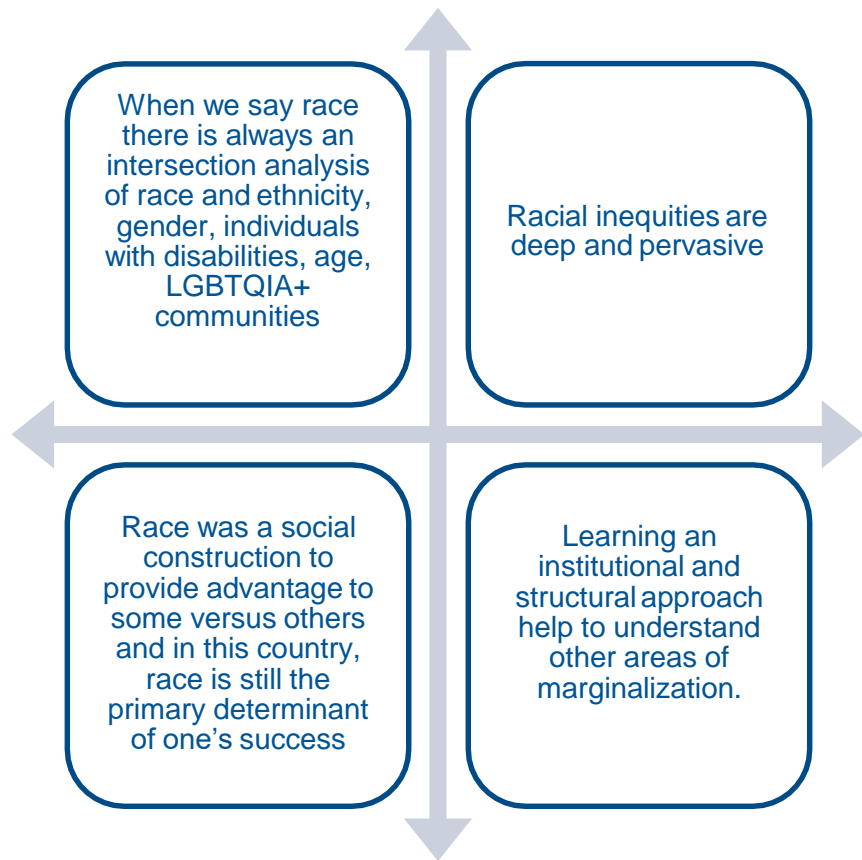 When we say race
there is always an
intersection analysis
of race and ethnicity,
gender, individuals
with disabilities, age,
LGBTQIA+
communities
Racial inequities are
deep and pervasive
Race was a social
construction to
provide advantage to
some versus others
and in this country,
race is still the
primary determinant
of one’s success
Learning an
institutional and
structural approach
help to understand
other areas of
marginalization.